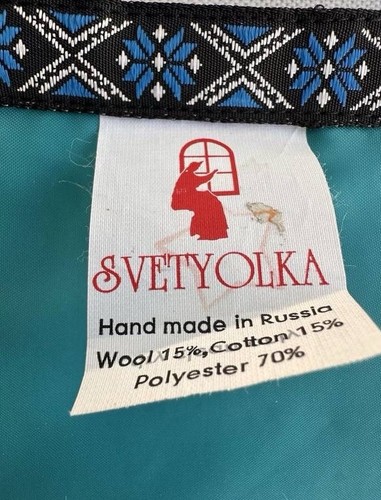 SVETYOLKA
Hand made in Russia
Wool 15%, Cotton 15%
Polyester 70%